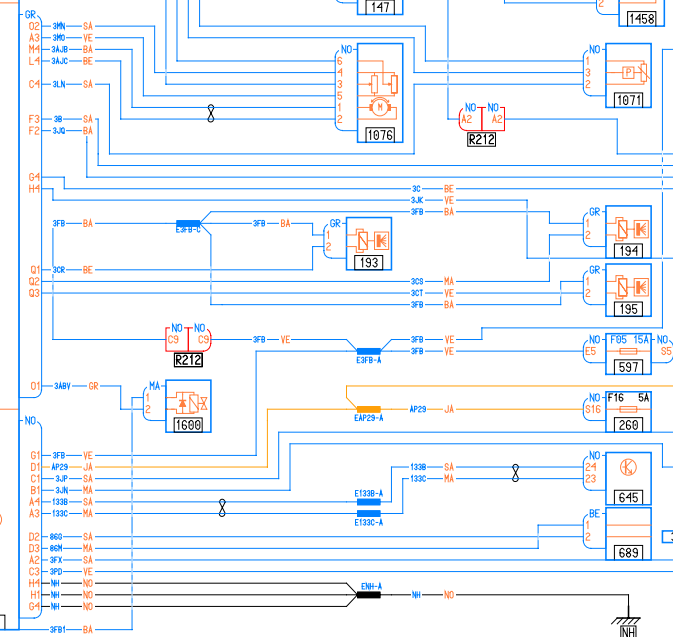 147
1458
GR
O2 3MN SA
A3 3MO VE
M4 3AJB BA
L4 3AJC BE
C4 3LN SA
F3 3B SA
F2 3JQ BA
NO
6
4
3
5
1
2
M
1076
NO
1
3
2
P
1071
NO NO
A2 A2
R212
G4
H4
3C BE
3JK VE
3FB BA
3FB BA
E3FB-C
3FB BA
GR
1
2
193
GR
1
2
194
Q1 3CR BE
Q2
Q3
3CS MA
3CT VE
3FB BA
GR
1
2
195
NO NO
C9 C9
R212
3FB VE
E3FB-A
3FB VE
3FB VE
NO F05 15A NO
E5 S5
597
O1 3ABV GR
MA
1
2
1600
EAP29-A
AP29 JA
NO F16 5A
S16
260
NO
G1 3FB VE
D1 AP29 JA
C1 3JP SA
B1 3JN MA
A4 133B SA
A3 133C MA
E133B-A
E133C-A
133B SA
133C MA
NO
24
23
645
D2 86G SA
D3 86M MA
A2 3FX SA
C3 3PD VE
BE
1
2
689
H4 NH NO
H1 NH NO
G4 NH NO
ENH-A
NH NO
NH
3FB1 BA